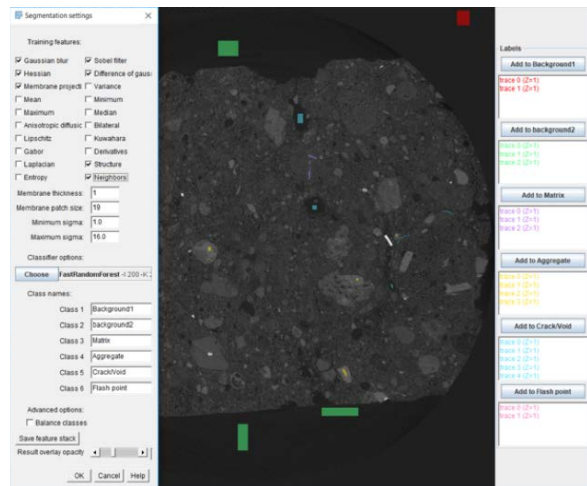 Segmentation settings
Training features:
Gaussian blur Sobel filter
Hessian Difference of gaus
Membrane projecti Variance
Mean Minimum
Maximum Median
Anisotropic diffusic Bilateral
Lipschitz Kuwahara
Gabor Derivatives
Laplacian Structure
Entropy Neighbors
Membrane thickness: 1
Membrane patch size: 19
Minimum sigma: 1.0
Maximum sigma: 16.0
Classifier options:
Choose FastRandomForest -I 200 -K
Class names:
Class 1 Background1
Class 2 background2
Class 3 Matrix
Class 4 Aggregate
Class 5 Crack/Void
Class 6 Flash point
Advanced options:
Balance classes
Save feature stack
Result overlay opacity
OK Cancel Help
Labels
Add to Background1
trace 0 (Z=1)
trace 1 (Z=1)
Add to background2
trace 0 (Z=1)
trace 1 (Z=1)
trace 2 (Z=1)
Add to Matrix
trace 0 (Z=1)
trace 1 (Z=1)
trace 2 (Z=1)
Add to Aggregate
trace 0 (Z=1)
trace 1 (Z=1)
trace 2 (Z=1)
trace 3 (Z=1)
Add to Crack/Void
trace 0 (Z=1)
trace 1 (Z=1)
trace 2 (Z=1)
trace 3 (Z=1)
trace 4 (Z=1)
Add to Flash point
trace 0 (Z=1)
trace 1 (Z=1)